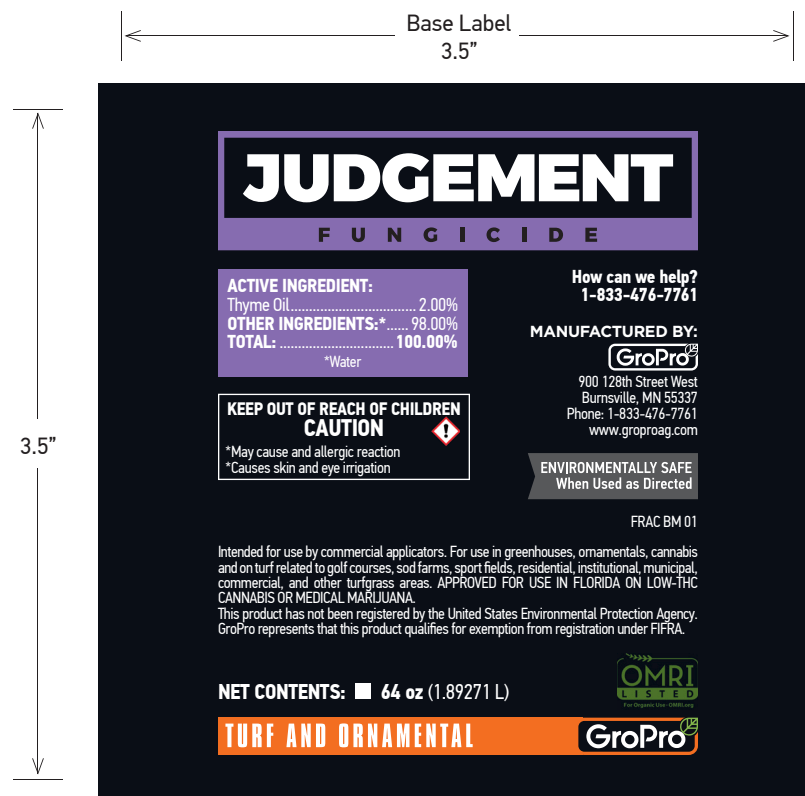 Base Label
3.5”
3.5”
JUDGEMENT
FUNGICIDE
ACTIVE INGREDIENT:
Thyme Oil................................... 2.00%
OTHER INGREDIENTS:*...... 98.00%
TOTAL: ............................... 100.00%
*Water
KEEP OUT OF REACH OF CHILDREN
CAUTION
!
*May cause and allergic reaction
*Causes skin and eye irrigation
How can we help?
1-833-476-7761
MANUFACTURED BY:
GroPro
900 128th Street West
Burnsville, MN 55337
Phone: 1-833-476-7761
www.groproag.com
ENVIRONMENTALLY SAFE
When Used as Directed
FRAC BM 01
Intended for use by commercial applicators. For use in greenhouses, ornamentals, cannabis
and on turf related to golf courses, sod farms, sport fields, residential, institutional, municipal,
commercial, and other turfgrass areas. APPROVED FOR USE IN FLORIDA ON LOW-THC
CANNABIS OR MEDICAL MARIJUANA.
This product has not been registered by the United States Environmental Protection Agency.
GroPro represents that this product qualifies for exemption from registration under FIFRA.
NET CONTENTS: ■ 64 oz (1.89271 L)
OMRI
LISTED
For Organic Use-OMRI.org
TURF AND ORNAMENTAL
GroPro